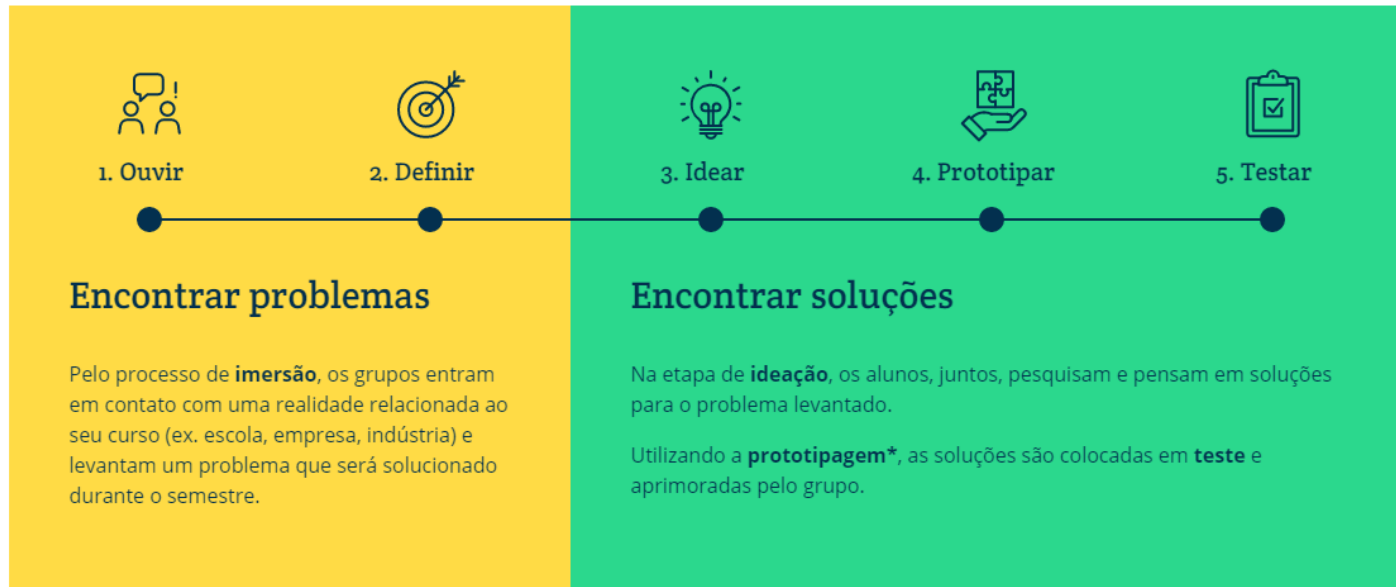 1. Ouvir
2. Definir
3. Idear
4. Prototipar
5. Testar
Encontrar problemas
Pelo processo de imersão, os grupos entram
em contato com uma realidade relacionada ao
seu curso (ex. escola, empresa, indústria) e
levantam um problema que será solucionado
durante o semestre.
Encontrar soluções
Na etapa de ideação, os alunos, juntos, pesquisam e pensam em soluções
para o problema levantado.
Utilizando a prototipagem*, as soluções são colocadas em teste e
aprimoradas pelo grupo.